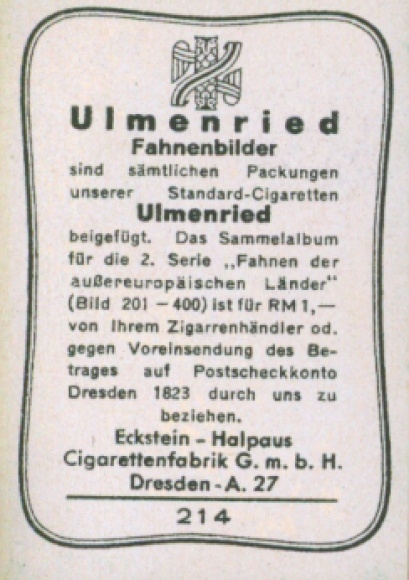 Ulmenried
Fahnenbilder
sind sämtlichen Packungen
unserer Standard-Cigaretten
Ulmenried
beigefügt. Das Sammelalbum
für die 2. Serie „Fahnen der
außereuropäischen Länder“
(Bild 201 – 400) ist für RM 1,—
von Ihrem Zigarrenhändler od.
gegen Voreinsendung des Be-
trages auf Postscheckkonto
Dresden 1823 durch uns zu
beziehen.
Eckstein – Halpaus
Cigarettenfabrik G. m. b. H.
Dresden - A. 27
214